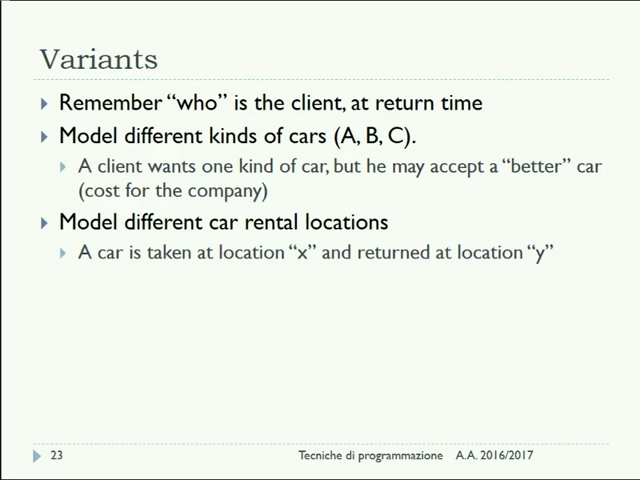 Variants
Remember “who” is the client, at return time
Model different kinds of cars (A, B, C).
A client wants one kind of car, but he may accept a “better” car
(cost for the company)
Model different car rental locations
A car is taken at location “x” and returned at location “y”
23
Tecniche di programmazione A.A. 2016/2017